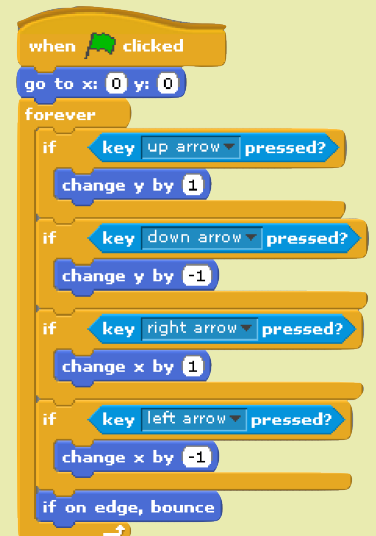 when clicked
go to x: 0 y: 0
forever
if key up arrow pressed?
change y by 1
if key down arrow pressed?
change y by -1
if key right arrow pressed?
change x by 1
if key left arrow pressed?
change x by -1
if on edge, bounce